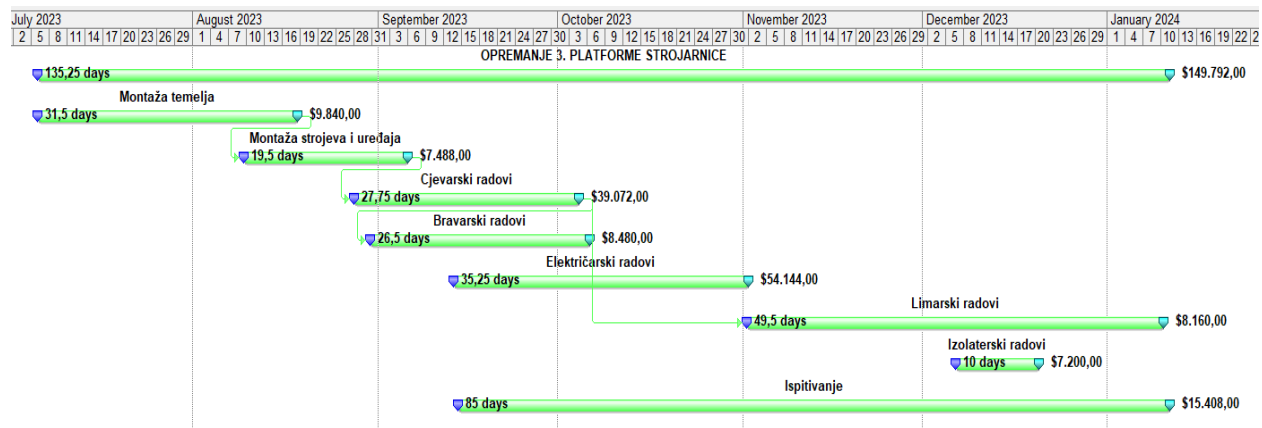 July 2023 August 2023 September 2023 October 2023 November 2023 December 2023 January 2024
2 5 8 11 14 17 20 23 26 29 1 4 7 10 13 16 19 22 25 28 31 3 6 9 12 15 18 21 24 27 30 3 6 9 12 15 18 21 24 27 30 2 5 8 11 14 17 20 23 26 29 2 5 8 11 14 17 20 23 26 29 1 4 7 10 13 16 19 22
OPREMANJE 3. PLATFORME STROJARNICE
135,25 days $149.792,00
Montaža temelja
31,5 days $9.840,00
Montaža strojeva i uređaja
19,5 days $7.488,00
Cjevarski radovi
27,75 days $39.072,00
Bravarski radovi
26,5 days $8.480,00
Električarski radovi
35,25 days $54.144,00
Limarski radovi
49,5 days $8.160,00
Izolaterski radovi
10 days $7.200,00
Ispitivanje
85 days $15.408,00